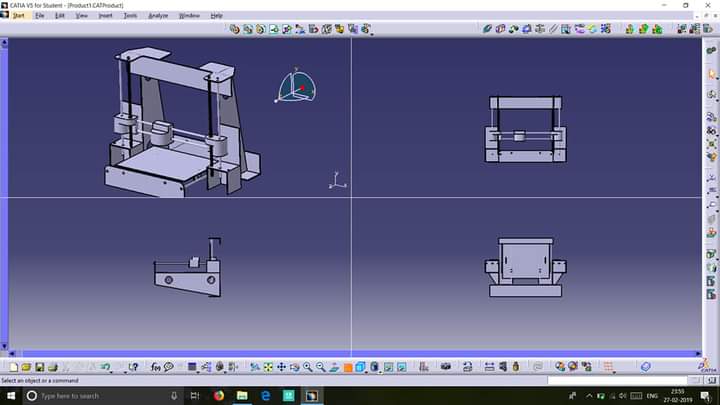 CATIA V5 for Student - [Product1.CATProduct]
Start File Edit View Insert Tools Analyze Window Help
Select an object or a command
CATIA
Type here to search
ENG
23:55
27-02-2019